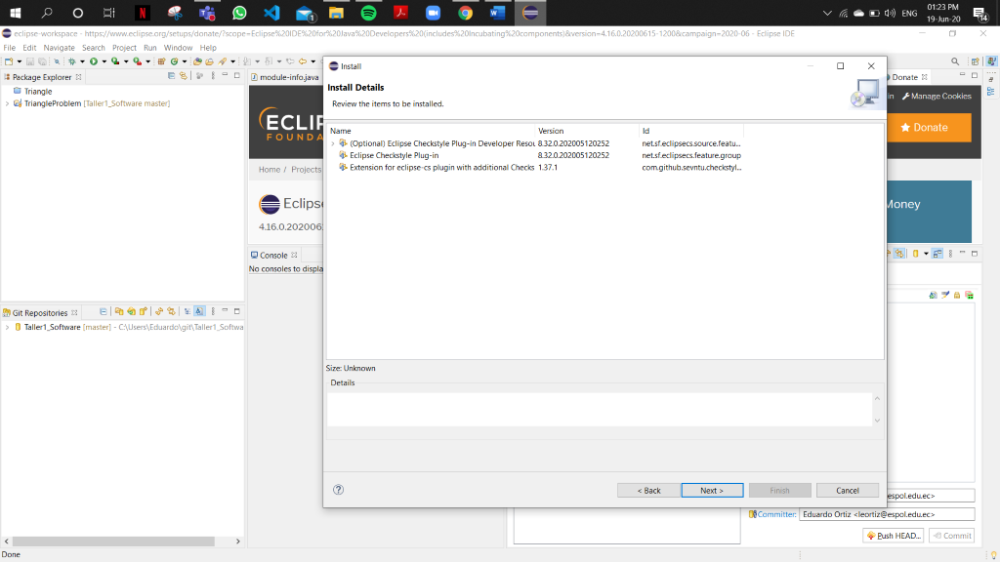 01:23 PM
ENG
19-Jun-20
1
14
eclipse-workspace - https://www.eclipse.org/setups/donate/?scope=Eclipse%20IDE%20for%20Java%20Developers%20(includes%20Incubating%20components)&version=4.16.0.20200615-1200&campaign=2020-06 - Eclipse IDE
File Edit Navigate Search Project Run Window Help
Package Explorer
module-info.java
Donate
Triangle
TriangleProblem [Taller1_Software master]
in Manage Cookies
ECLIP
FOUNDA
Donate
Home / Projects
Eclipse
4.16.0.202006
Money
Console
No consoles to displa
Git Repositories
Taller1_Software [master] - C:\Users\Eduardo\git\Taller1_Softwa
Install
Install Details
Review the items to be installed.
Name Version Id
(Optional) Eclipse Checkstyle Plug-in Developer Resou 8.32.0.202005120252 net.sf.eclipsecs.source.featu...
Eclipse Checkstyle Plug-in 8.32.0.202005120252 net.sf.eclipsecs.feature.group
Extension for eclipse-cs plugin with additional Checks 1.37.1 com.github.sevntu.checkstyl...
Size: Unknown
Details
< Back Next > Finish Cancel
espol.edu.ec>
Committer: Eduardo Ortiz <leortiz@espol.edu.ec>
Push HEAD... Commit
Done